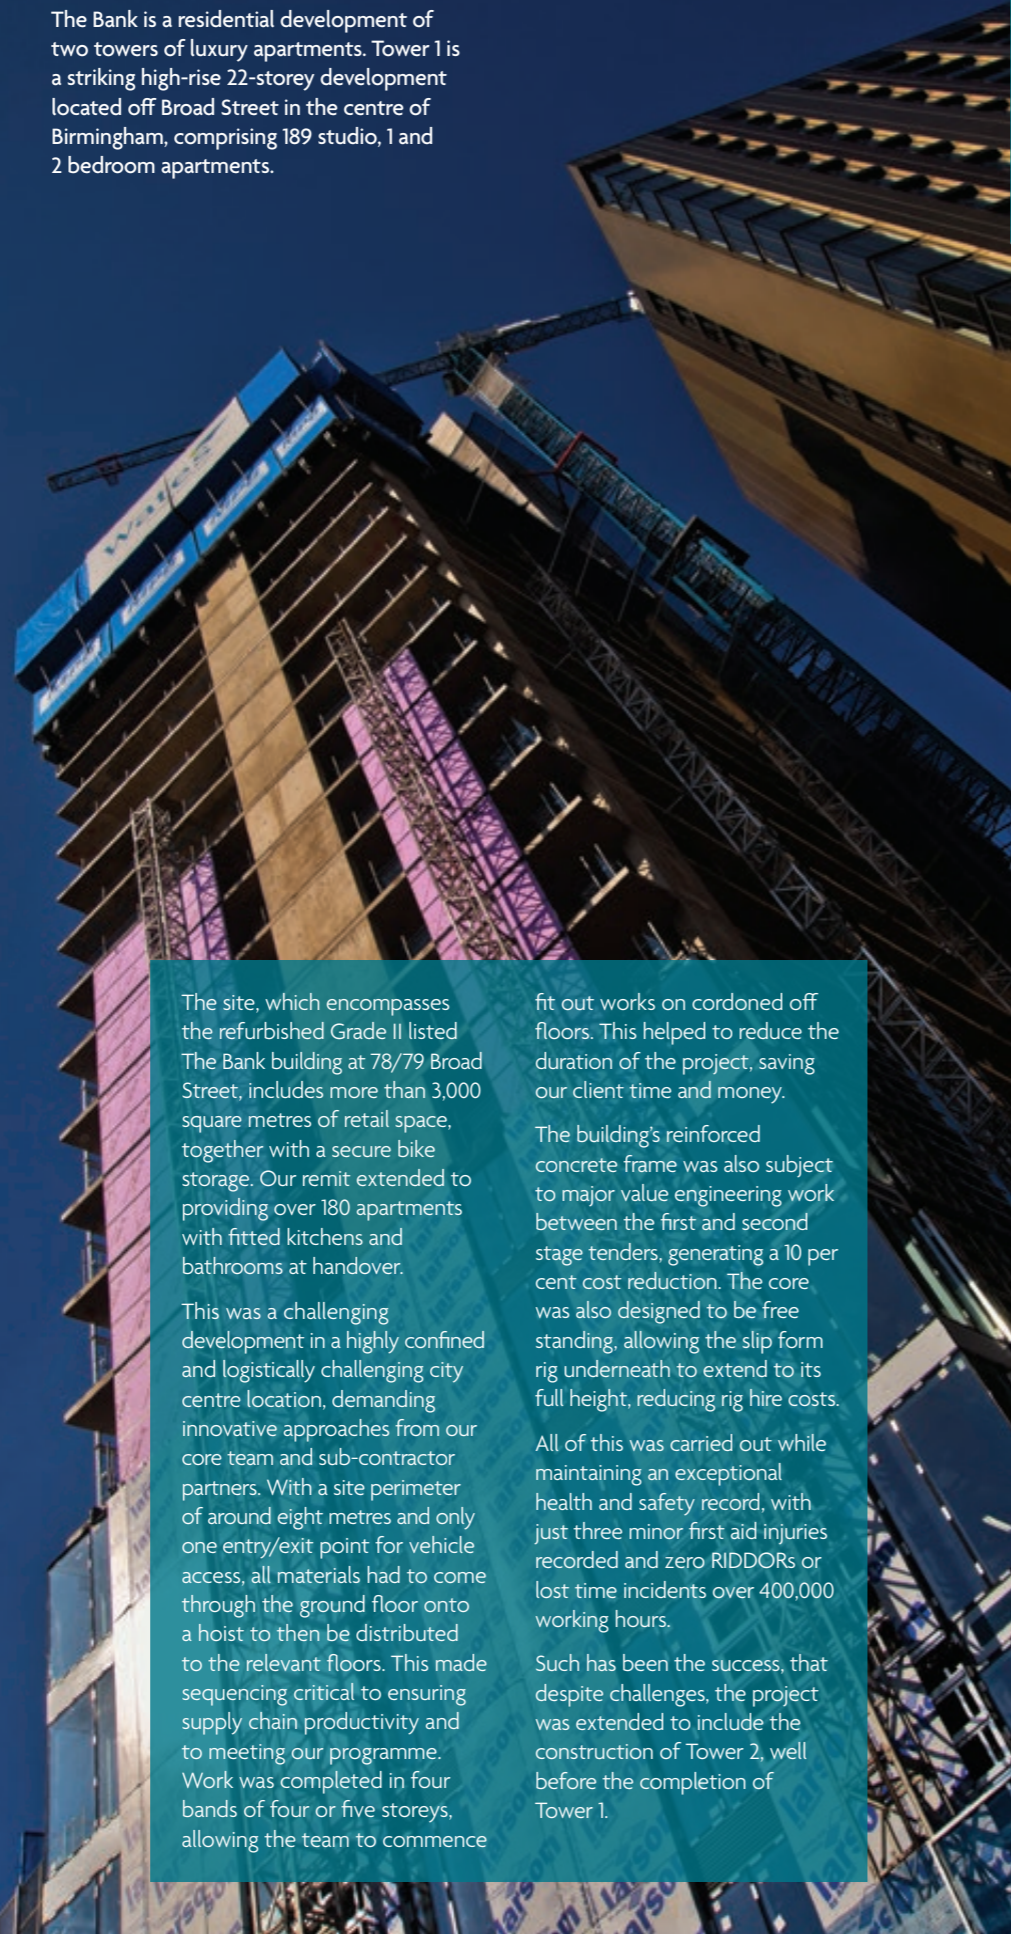 The Bank is a residential development of
two towers of luxury apartments. Tower 1 is
a striking high-rise 22-storey development
located off Broad Street in the centre of
Birmingham, comprising 189 studio, 1 and
2 bedroom apartments.
wates
The site, which encompasses
the refurbished Grade II listed
The Bank building at 78/79 Broad
Street, includes more than 3,000
square metres of retail space,
together with a secure bike
storage. Our remit extended to
providing over 180 apartments
with fitted kitchens and
bathrooms at handover.
This was a challenging
development in a highly confined
and logistically challenging city
centre location, demanding
innovative approaches from our
core team and sub-contractor
partners. With a site perimeter
of around eight metres and only
one entry/exit point for vehicle
access, all materials had to come
through the ground floor onto
a hoist to then be distributed
to the relevant floors. This made
sequencing critical to ensuring
supply chain productivity and
to meeting our programme.
Work was completed in four
bands of four or five storeys,
allowing the team to commence
fit out works on cordoned off
floors. This helped to reduce the
duration of the project, saving
our client time and money.
The building's reinforced
concrete frame was also subject
to major value engineering work
between the first and second
stage tenders, generating a 10 per
cent cost reduction. The core
was also designed to be free
standing, allowing the slip form
rig underneath to extend to its
full height, reducing rig hire costs.
All of this was carried out while
maintaining an exceptional
health and safety record, with
just three minor first aid injuries
recorded and zero RIDDORs or
lost time incidents over 400,000
working hours.
Such has been the success, that
despite challenges, the project
was extended to include the
construction of Tower 2, well
before the completion of
Tower 1.
larson
larson
larson